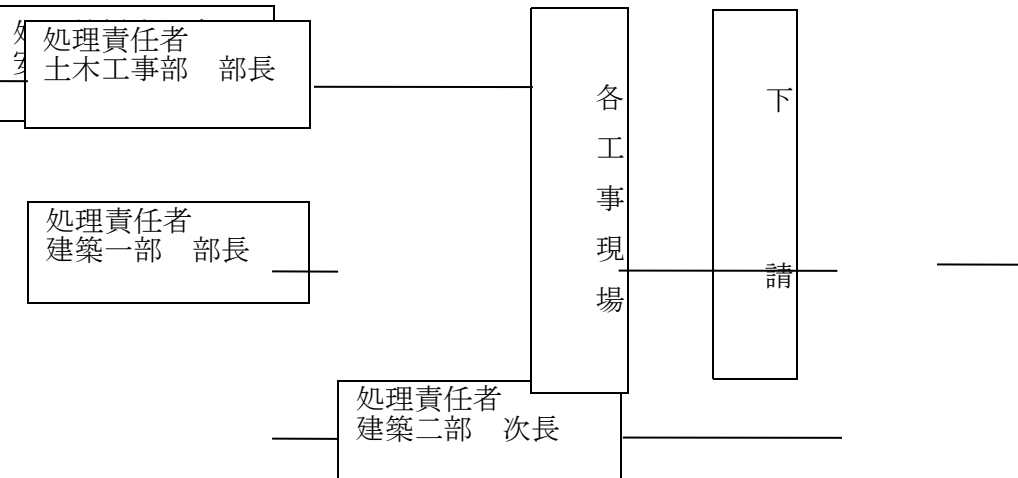 処理責任者
土木工事部　部長
各工事現場
下請
処理責任者
建築一部　部長
処理責任者
建築二部　次長